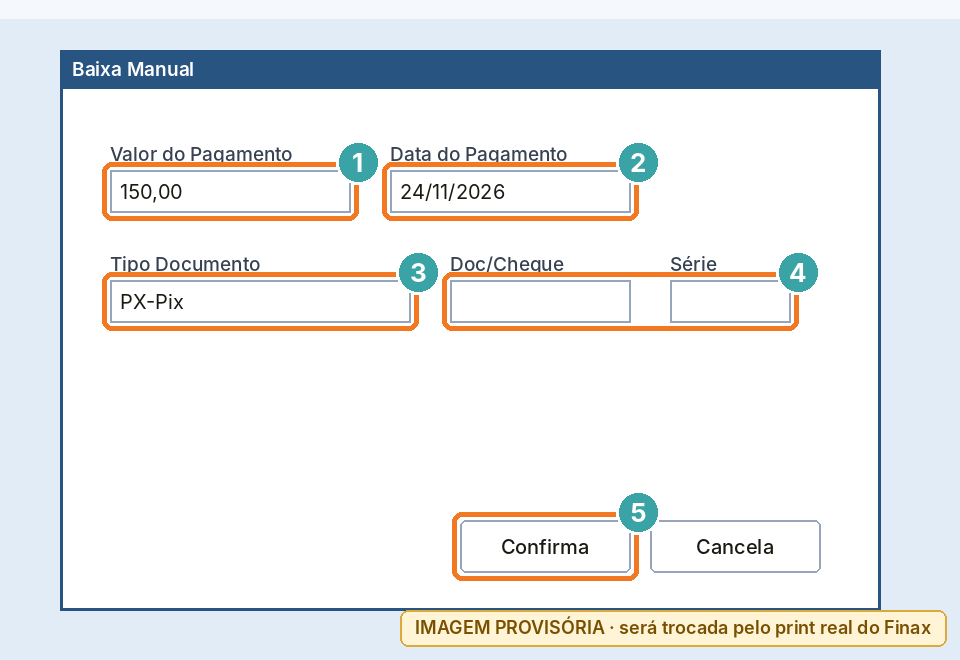 Baixa Manual
Valor do Pagamento 1 Data do Pagamento 2
150,00 24/11/2026
Tipo Documento 3 Doc/Cheque Série 4
PX-Pix
5
Confirma Cancela
IMAGEM PROVISÓRIA · será trocada pelo print real do Finax